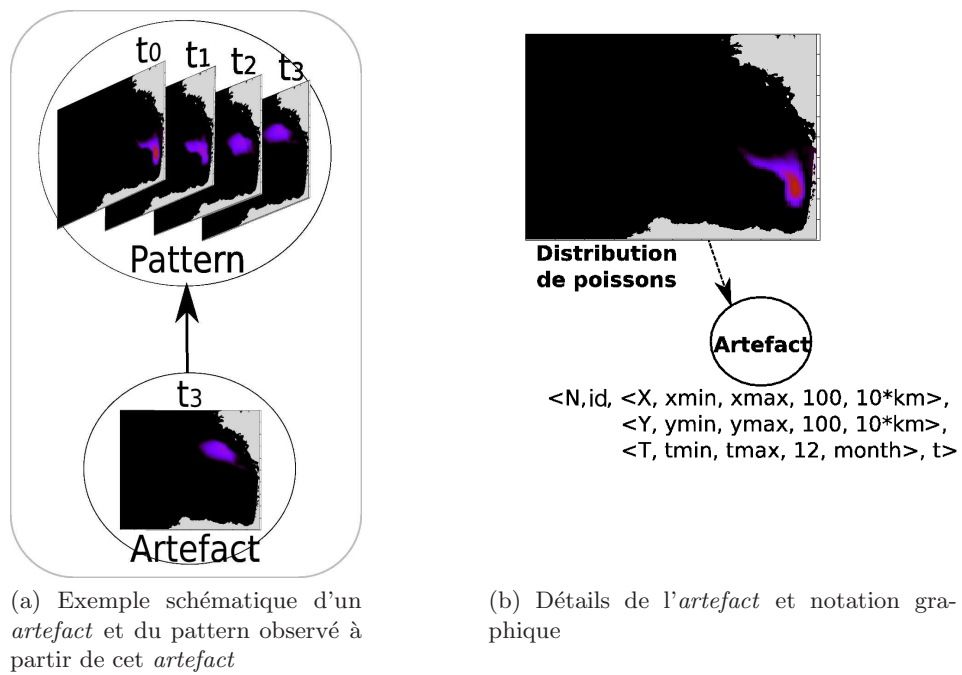 t0 t1 t2 t3
Pattern
t3
Artefact
(a) Exemple schématique d'un
artefact et du pattern observé à
partir de cet artefact
Distribution
de poissons
Artefact
<N,id, <X, xmin, xmax, 100, 10*km>,
<Y, ymin, ymax, 100, 10*km>,
<T, tmin, tmax, 12, month>, t>
(b) Détails de l'artefact et notation gra-
phique